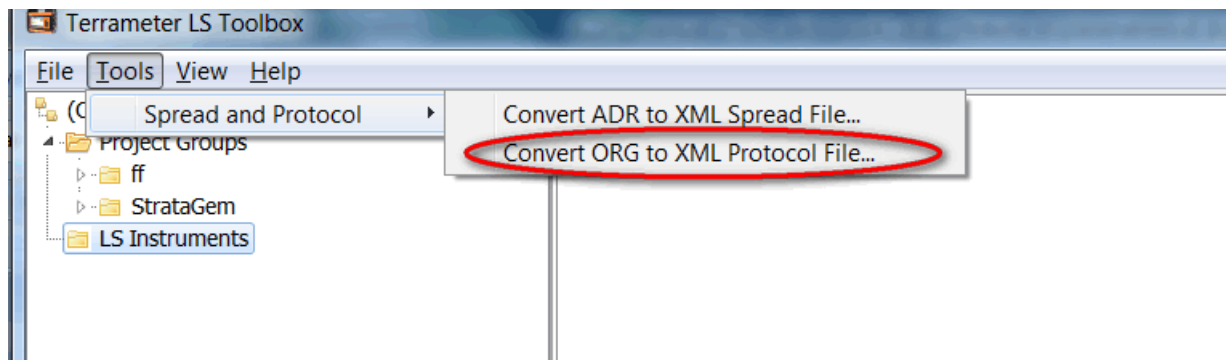 Terrameter LS Toolbox
File Tools View Help
Spread and Protocol
Convert ADR to XML Spread File...
Convert ORG to XML Protocol File...
Project Groups
ff
StrataGem
LS Instruments